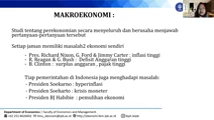 MAKROEKONOMI :
Studi tentang perekonomian secara menyeluruh dan berusaha menjawab
pertanyaan-pertanyaan tersebut
Setiap jaman memiliki masalah2 ekonomi sendiri
- Pres. Richard Nixon, G. Ford & Jimmy Carter : inflasi tinggi
- R. Reagan & G. Bush : Defisit Anggaran tinggi
- B. Clinton : surplus anggaran , pajak tinggi
Tiap pemerintahan di Indonesia juga menghadapi masalah:
- Presiden Soekarno : hyperinflasi
- Presiden Soeharto : krisis moneter
- Presiden BJ Habibie : pemulihan ekonomi
Department of Economics | Faculty of Economics and Management